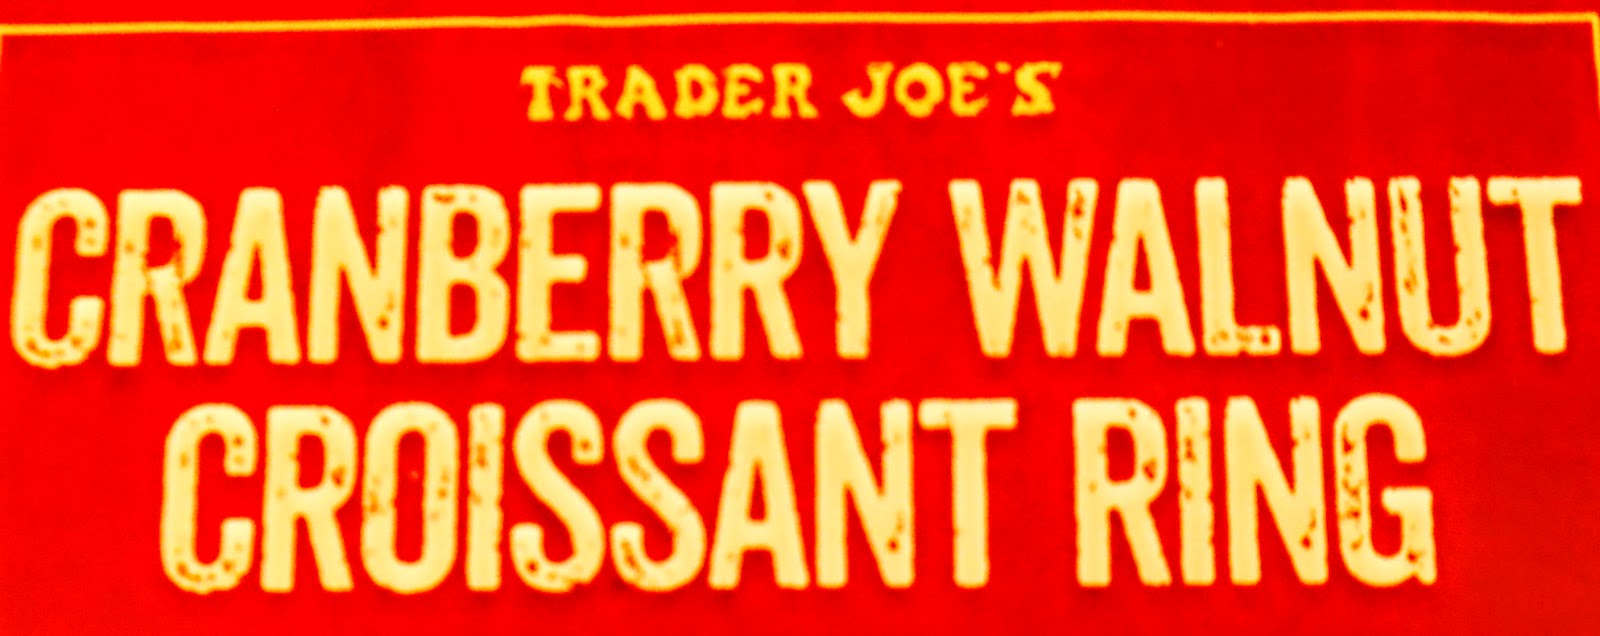 TRADER JOE'S
CRANBERRY WALNUT
CROISSANT RING